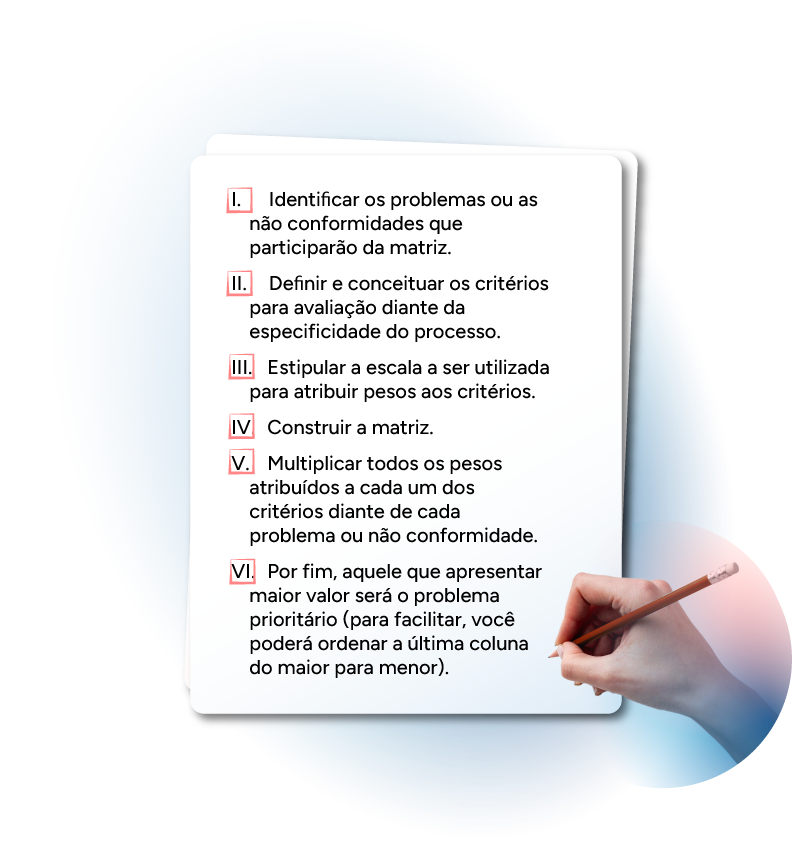 I. Identificar os problemas ou as
não conformidades que
participarão da matriz.
II. Definir e conceituar os critérios
para avaliação diante da
especificidade do processo.
III. Estipular a escala a ser utilizada
para atribuir pesos aos critérios.
IV. Construir a matriz.
V. Multiplicar todos os pesos
atribuídos a cada um dos
critérios diante de cada
problema ou não conformidade.
VI. Por fim, aquele que apresentar
maior valor será o problema
prioritário (para facilitar, você
poderá ordenar a última coluna
do maior para menor).